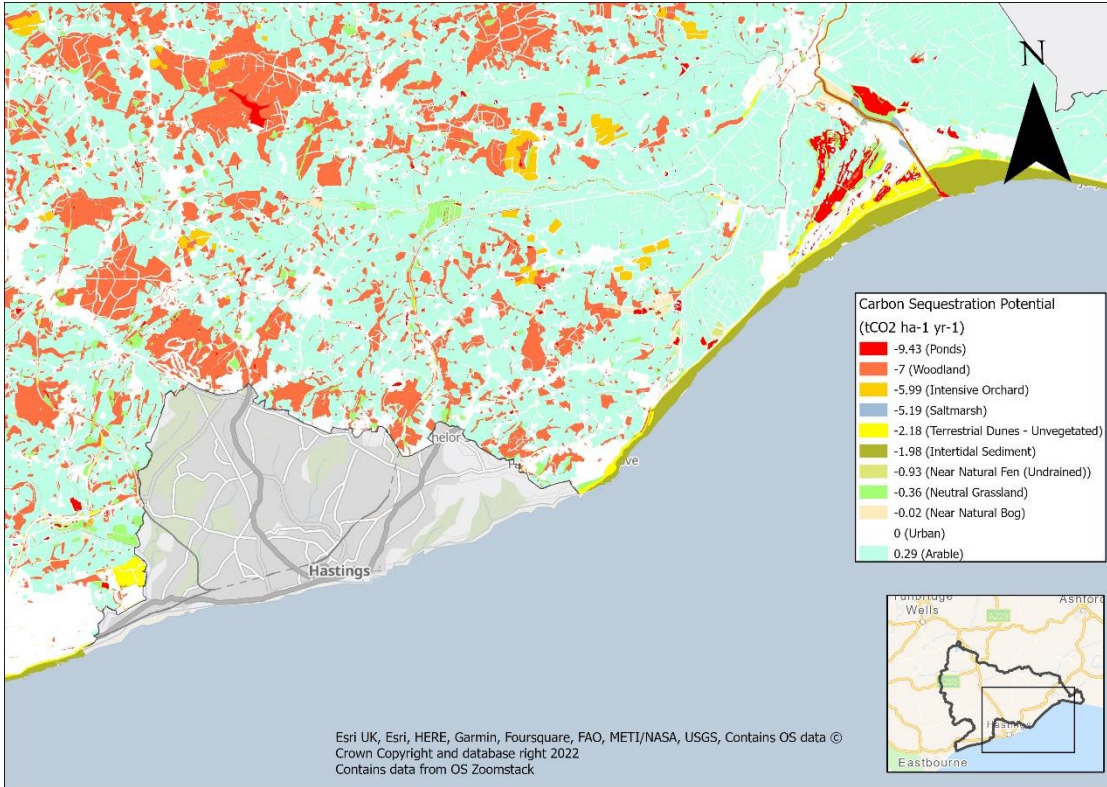 N
Carbon Sequestration Potential
(tCO2 ha-1 yr-1)
-9.43 (Ponds)
-7 (Woodland)
-5.99 (Intensive Orchard)
-5.19 (Saltmarsh)
-2.18 (Terrestrial Dunes - Unvegetated)
-1.98 (Intertidal Sediment)
-0.93 (Near Natural Fen (Undrained))
-0.36 (Neutral Grassland)
-0.02 (Near Natural Bog)
0 (Urban)
0.29 (Arable)
helor
ve
Hastings
Wells
Ashford
Hastings
Eastbourne
Esri UK, Esri, HERE, Garmin, Foursquare, FAO, METI/NASA, USGS, Contains OS data ©
Crown Copyright and database right 2022
Contains data from OS Zoomstack